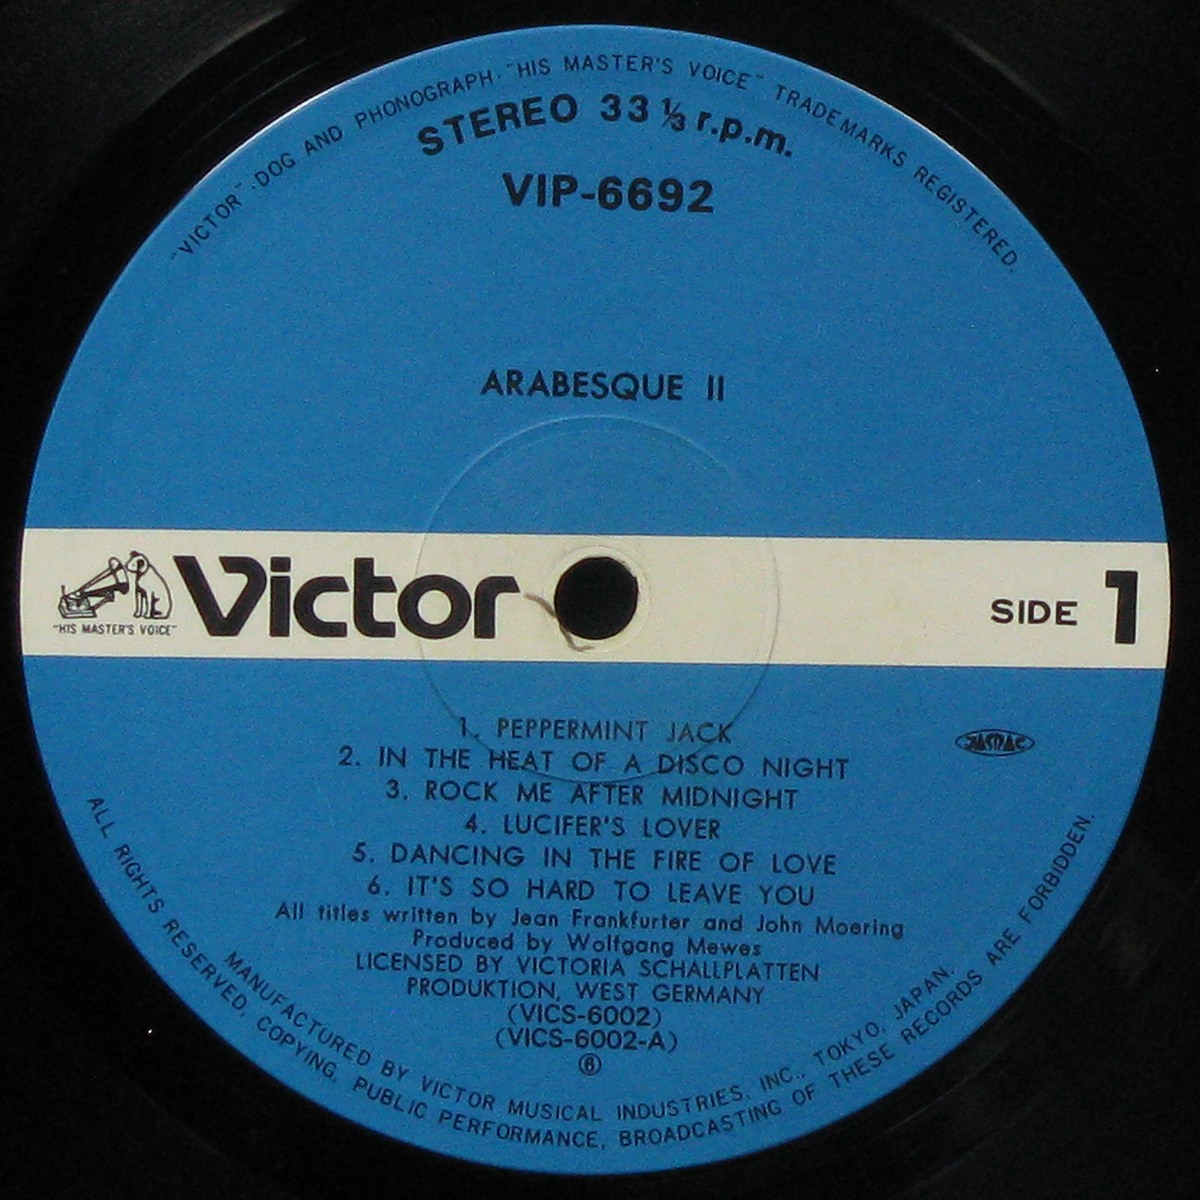 "VICTOR" - DOG AND PHONOGRAPH - "HIS MASTER'S VOICE" TRADEMARKS REGISTERED.
STEREO 33 ⅓ r.p.m.
VIP-6692
ARABESQUE II
Victor
"HIS MASTER'S VOICE"
SIDE 1
1. PEPPERMINT JACK
JASRAC
2. IN THE HEAT OF A DISCO NIGHT
3. ROCK ME AFTER MIDNIGHT
4. LUCIFER'S LOVER
5. DANCING IN THE FIRE OF LOVE
6. IT'S SO HARD TO LEAVE YOU
All titles written by Jean Frankfurter and John Moering
Produced by Wolfgang Mewes
LICENSED BY VICTORIA SCHALLPLATTEN
PRODUKTION, WEST GERMANY
(VICS-6002)
(VICS-6002-A)
⑥
MANUFACTURED BY VICTOR MUSICAL INDUSTRIES, INC., TOKYO, JAPAN.
ALL RIGHTS RESERVED, COPYING, PUBLIC PERFORMANCE, BROADCASTING OF THESE RECORDS ARE FORBIDDEN.